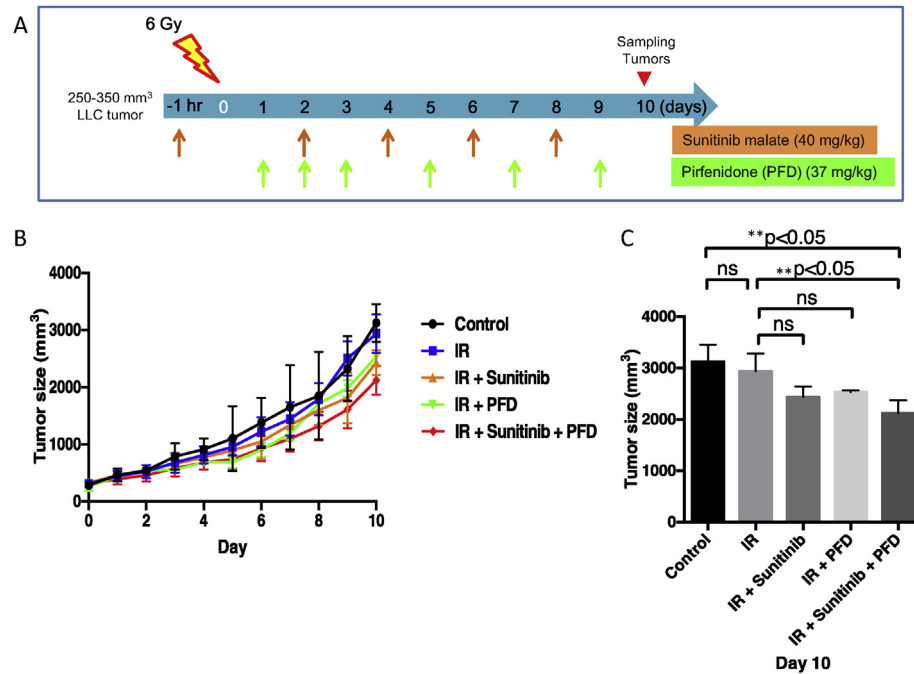 A
6 Gy
Sampling
Tumors
250-350 mm³
LLC tumor
-1 hr 0 1 2 3 4 5 6 7 8 9 10 (days)
Sunitinib malate (40 mg/kg)
Pirfenidone (PFD) (37 mg/kg)
B
4000
3000
2000
1000
0
Tumor size (mm³)
0 2 4 6 8 10
Day
Control
IR
IR + Sunitinib
IR + PFD
IR + Sunitinib + PFD
C
**p<0.05
ns **p<0.05
ns
ns
4000
3000
2000
1000
0
Tumor size (mm³)
Control
IR
IR + Sunitinib
IR + PFD
IR + Sunitinib + PFD
Day 10